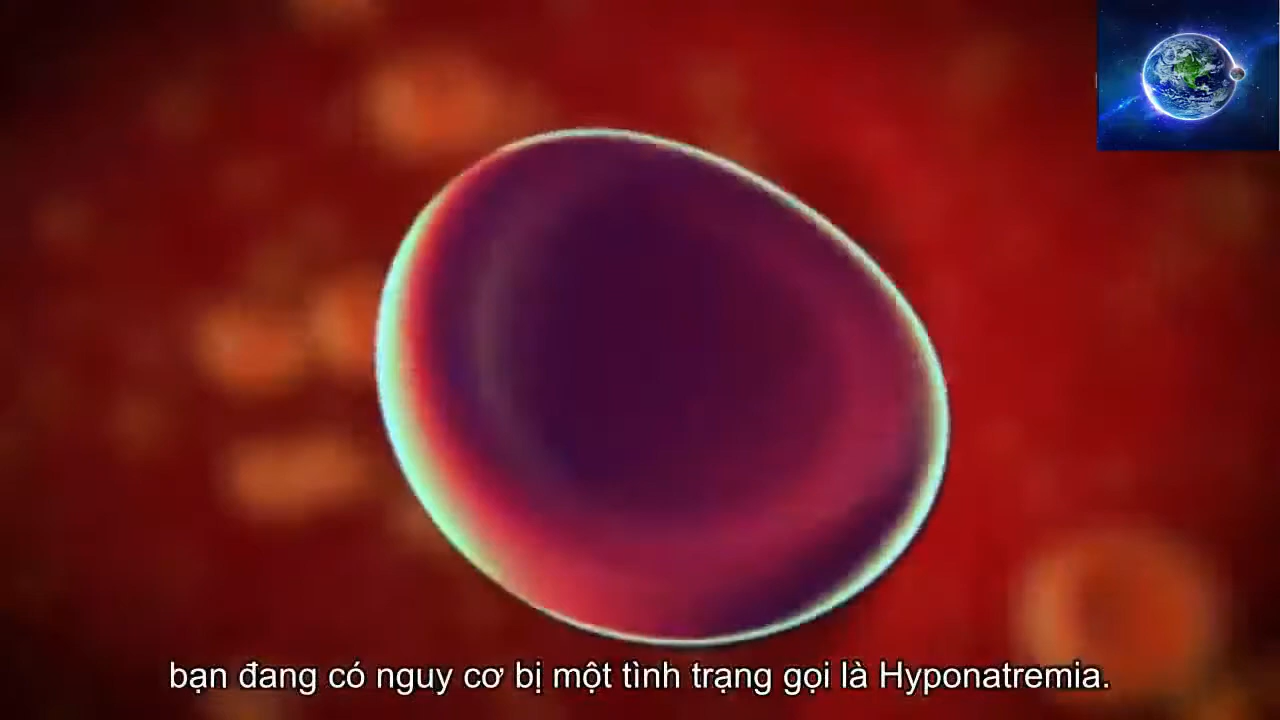 bạn đang có nguy cơ bị một tình trạng gọi là Hyponatremia.